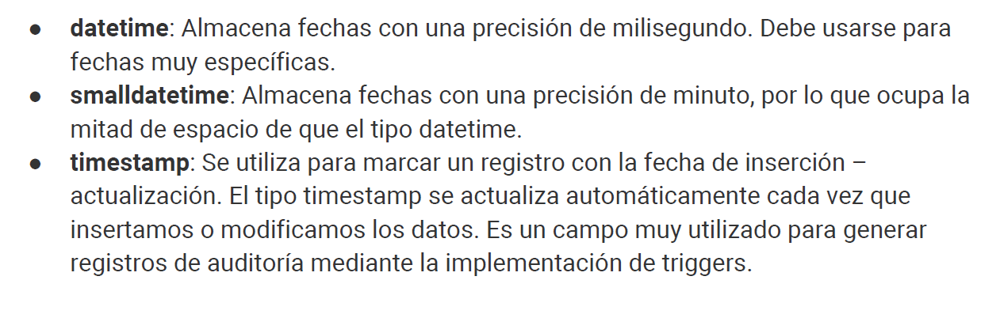 ● datetime: Almacena fechas con una precisión de milisegundo. Debe usarse para
fechas muy específicas.
● smalldatetime: Almacena fechas con una precisión de minuto, por lo que ocupa la
mitad de espacio de que el tipo datetime.
● timestamp: Se utiliza para marcar un registro con la fecha de inserción –
actualización. El tipo timestamp se actualiza automáticamente cada vez que
insertamos o modificamos los datos. Es un campo muy utilizado para generar
registros de auditoría mediante la implementación de triggers.